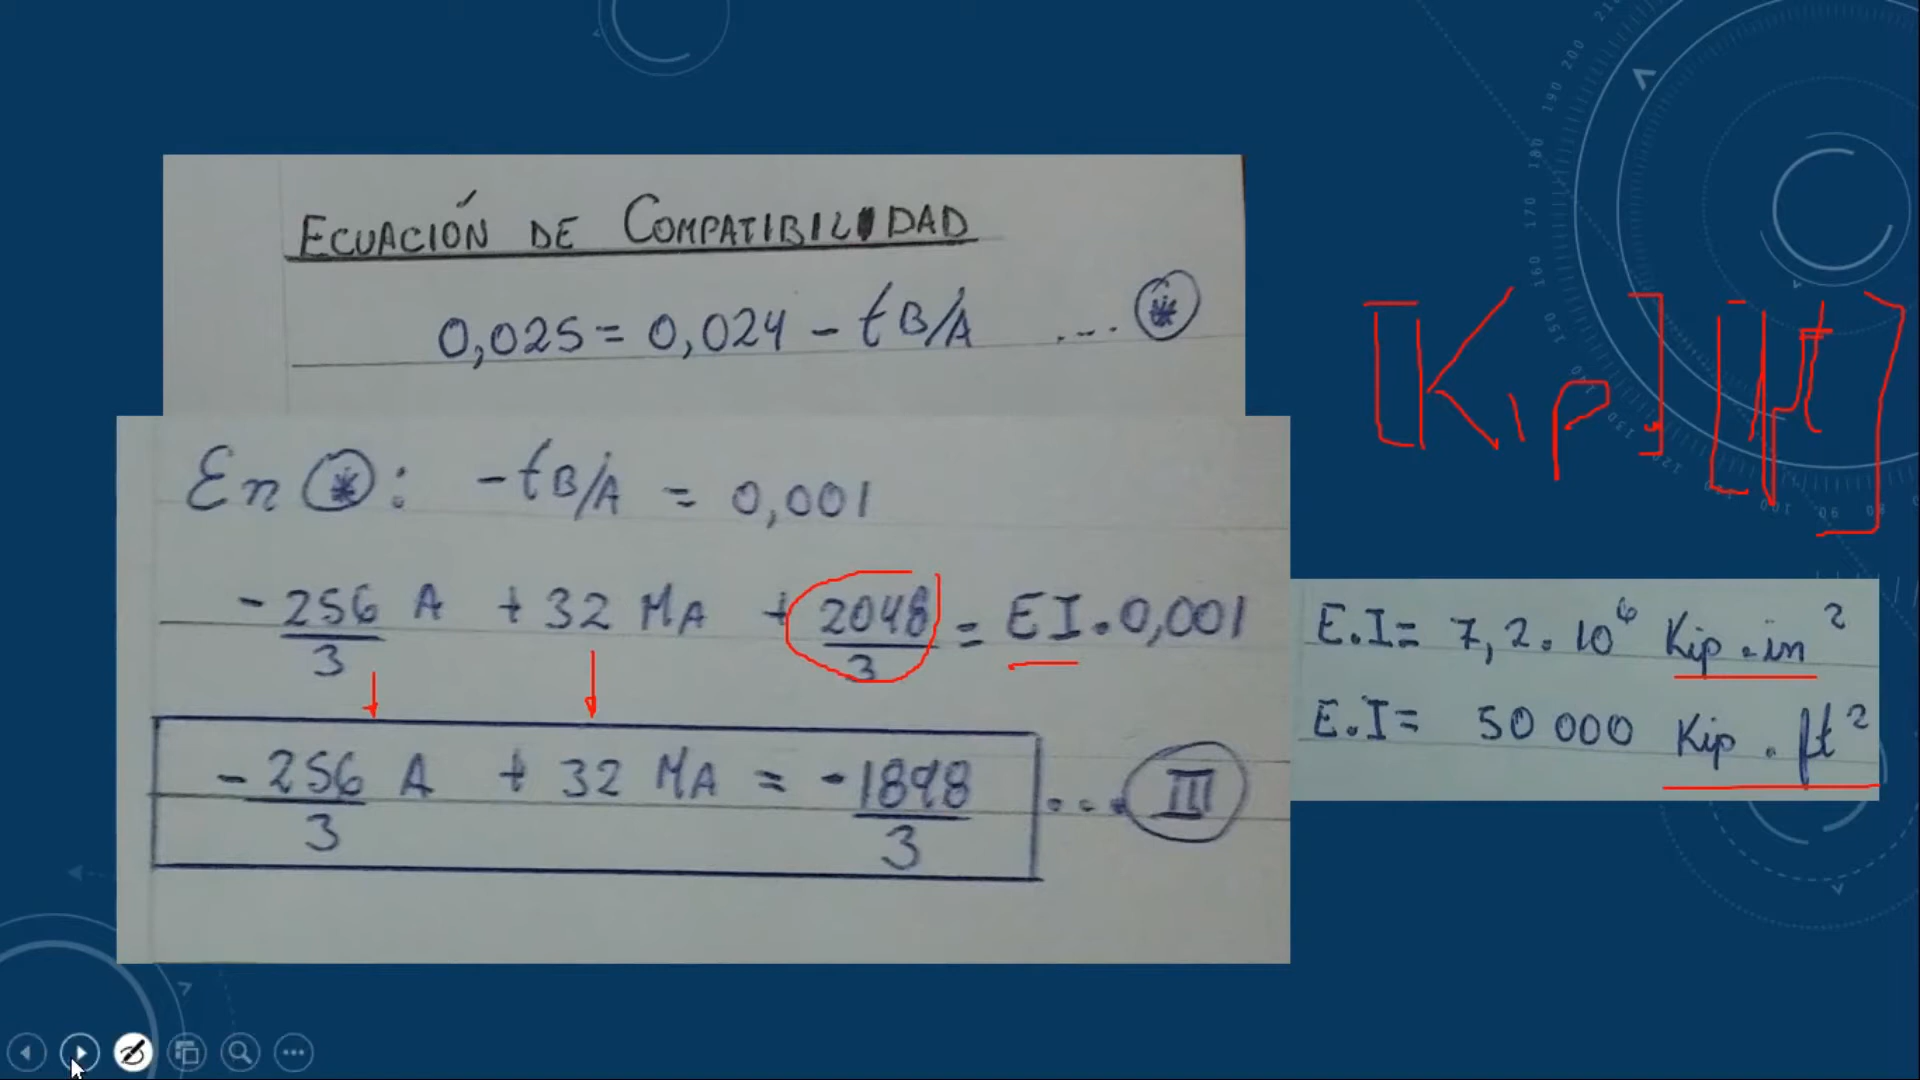 ECUACIÓN DE COMPATIBILIDAD
0,025 = 0,024 - tB/A .... *
En *: -tB/A = 0,001
-256/3 A + 32 MA + 2048/3 = EI.0,001
-256/3 A + 32 MA = -1898/3 .... III
[Kip].[ft]
E.I = 7,2.10⁶ Kip.in²
E.I = 50 000 Kip.ft²